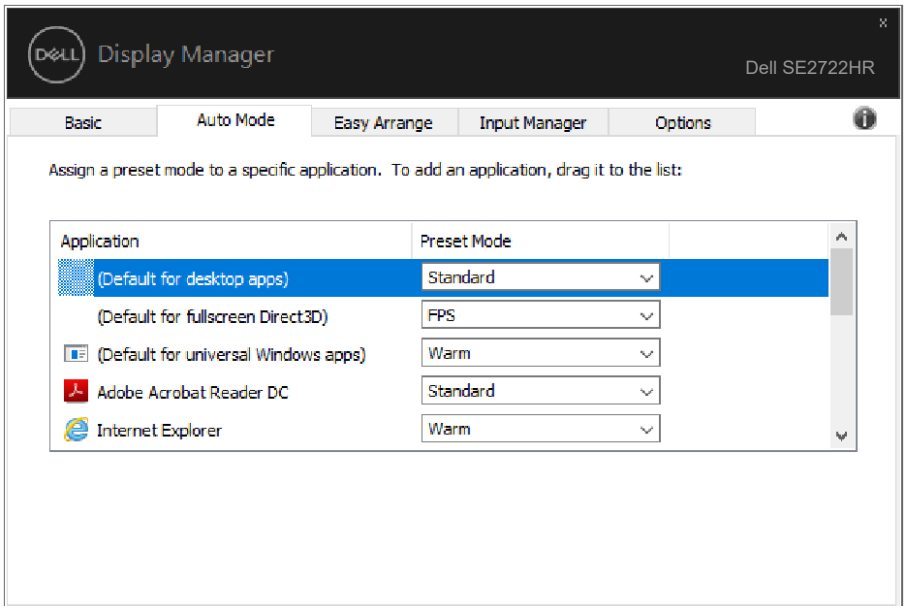 DELL Display Manager
x
Dell SE2722HR
Basic Auto Mode Easy Arrange Input Manager Options
Assign a preset mode to a specific application. To add an application, drag it to the list:
Application Preset Mode
(Default for desktop apps) Standard
(Default for fullscreen Direct3D) FPS
(Default for universal Windows apps) Warm
Adobe Acrobat Reader DC Standard
Internet Explorer Warm